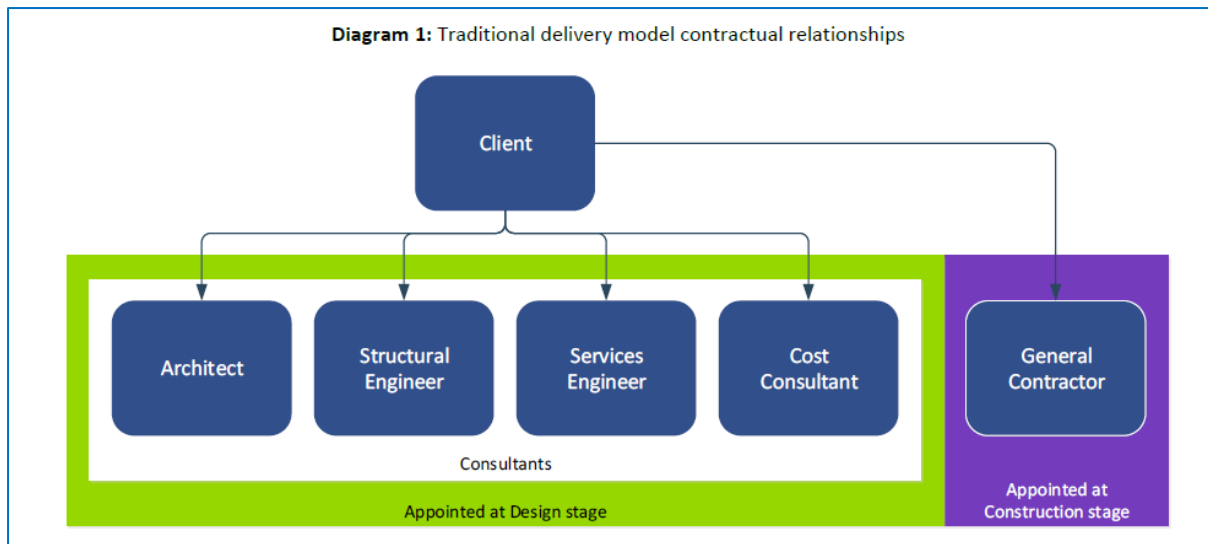 Diagram 1: Traditional delivery model contractual relationships
Client
Architect
Structural
Engineer
Services
Engineer
Cost
Consultant
General
Contractor
Consultants
Appointed at Design stage
Appointed at
Construction stage